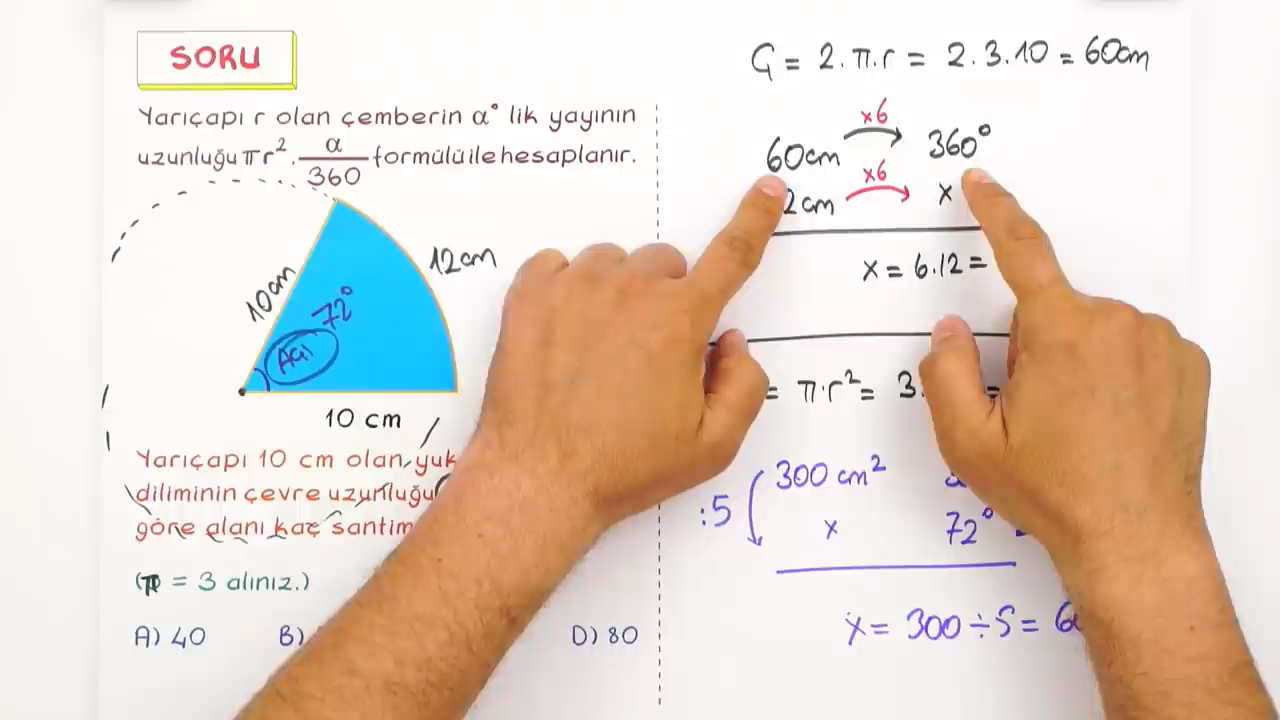 SORU
Yarıçapı r olan çemberin α° lik yayının
uzunluğu πr². α/360 formülü ile hesaplanır.
10cm
72°
Açı
12cm
10 cm
Yarıçapı 10 cm olan, yuk
diliminin çevre uzunluğu
göre alanı kaç santim
(π = 3 alınız.)
A) 40 B) D) 80
Ç = 2.π.r = 2.3.10 = 60cm
x6
60cm 360°
x6
2cm x
x = 6.12 =
= π.r² = 3.
300 cm²
:5
x 72°
x = 300 ÷ 5 = 6